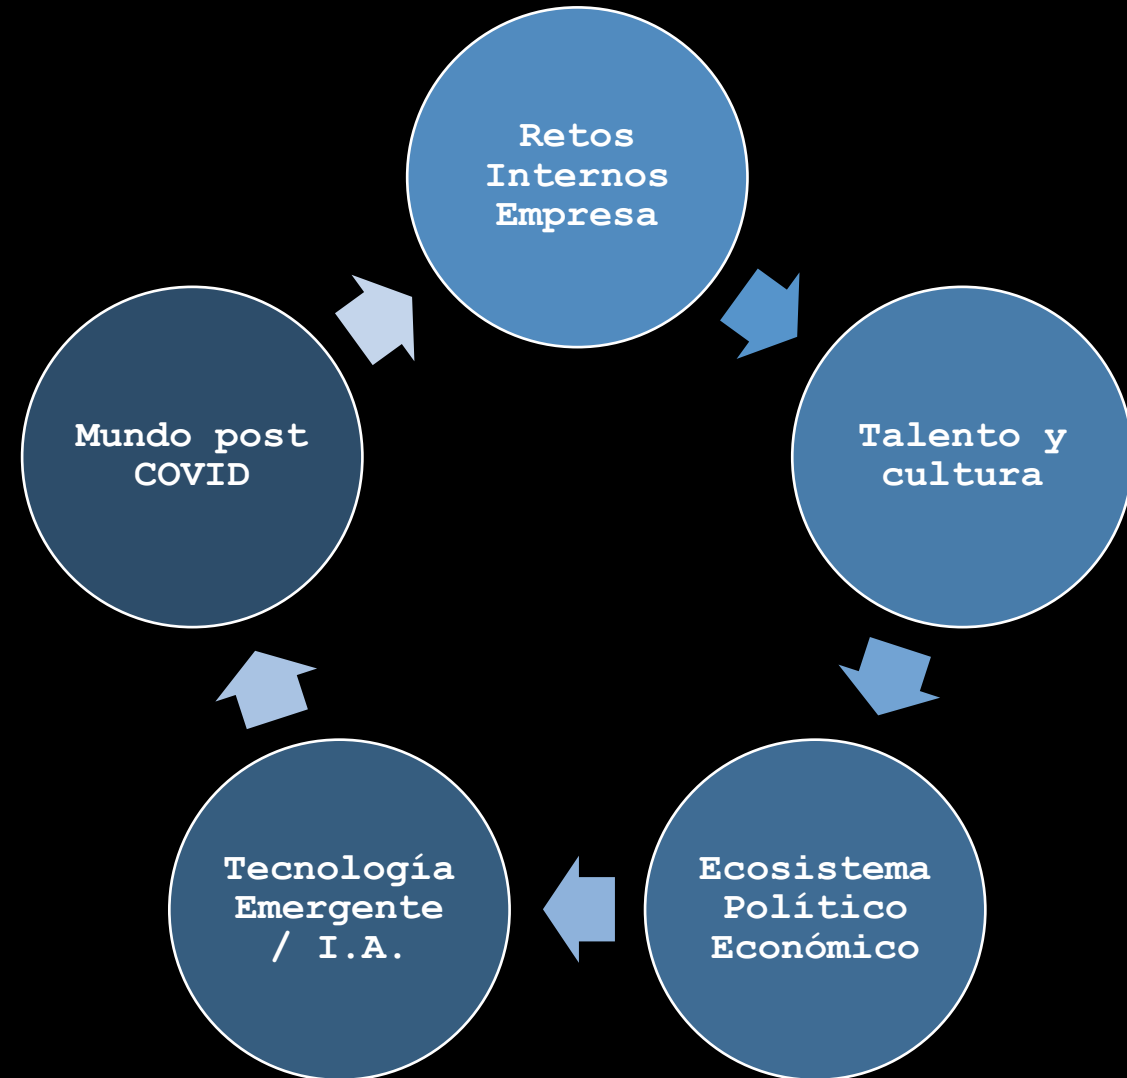 Retos
Internos
Empresa
Talento y
cultura
Ecosistema
Político
Económico
Tecnología
Emergente
/ I.A.
Mundo post
COVID